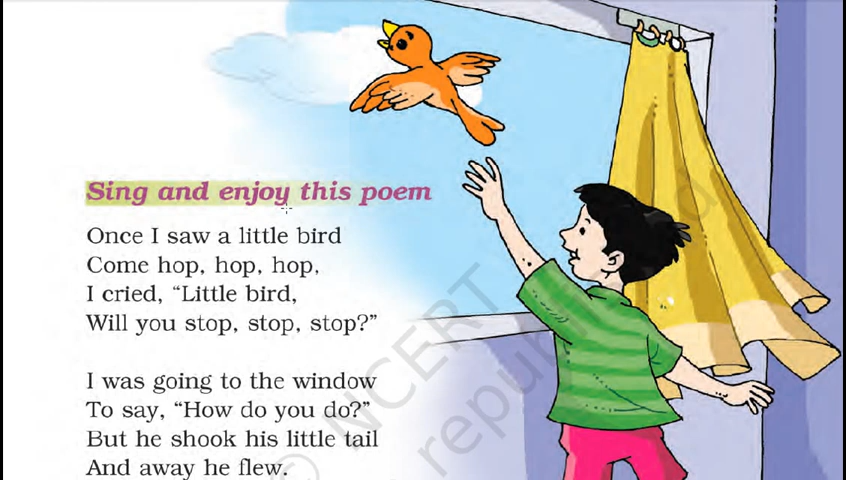 Sing and enjoy this poem
Once I saw a little bird
Come hop, hop, hop,
I cried, “Little bird,
Will you stop, stop, stop?”
I was going to the window
To say, “How do you do?”
But he shook his little tail
And away he flew.
© NCERT
republished